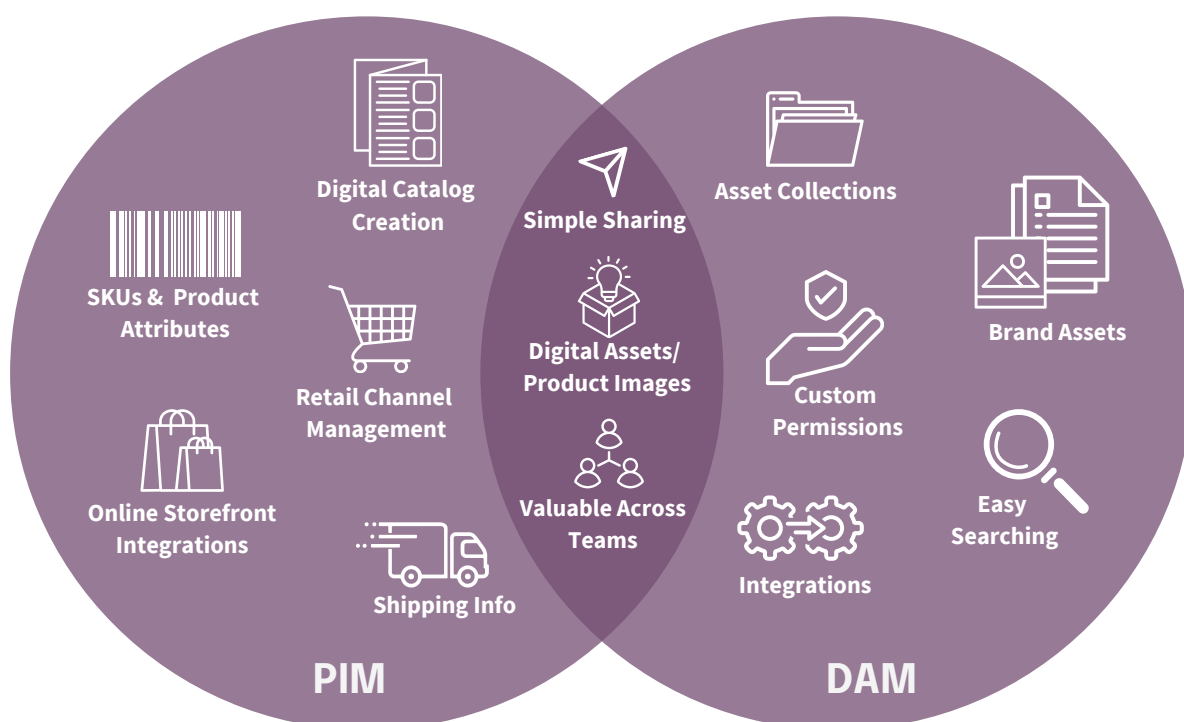 Digital Catalog
Creation
SKUs & Product
Attributes
Retail Channel
Management
Online Storefront
Integrations
Shipping Info
PIM
Simple Sharing
Digital Assets/
Product Images
Valuable Across
Teams
Asset Collections
Brand Assets
Custom
Permissions
Easy
Searching
Integrations
DAM